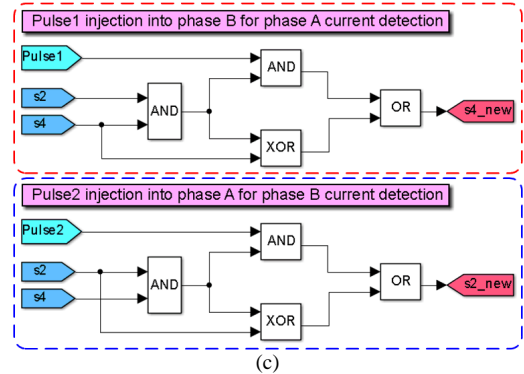 Pulse1 injection into phase B for phase A current detection
Pulse1
AND
s2
AND
OR
s4_new
s4
XOR
Pulse2 injection into phase A for phase B current detection
Pulse2
AND
s2
AND
OR
s2_new
s4
XOR
(c)